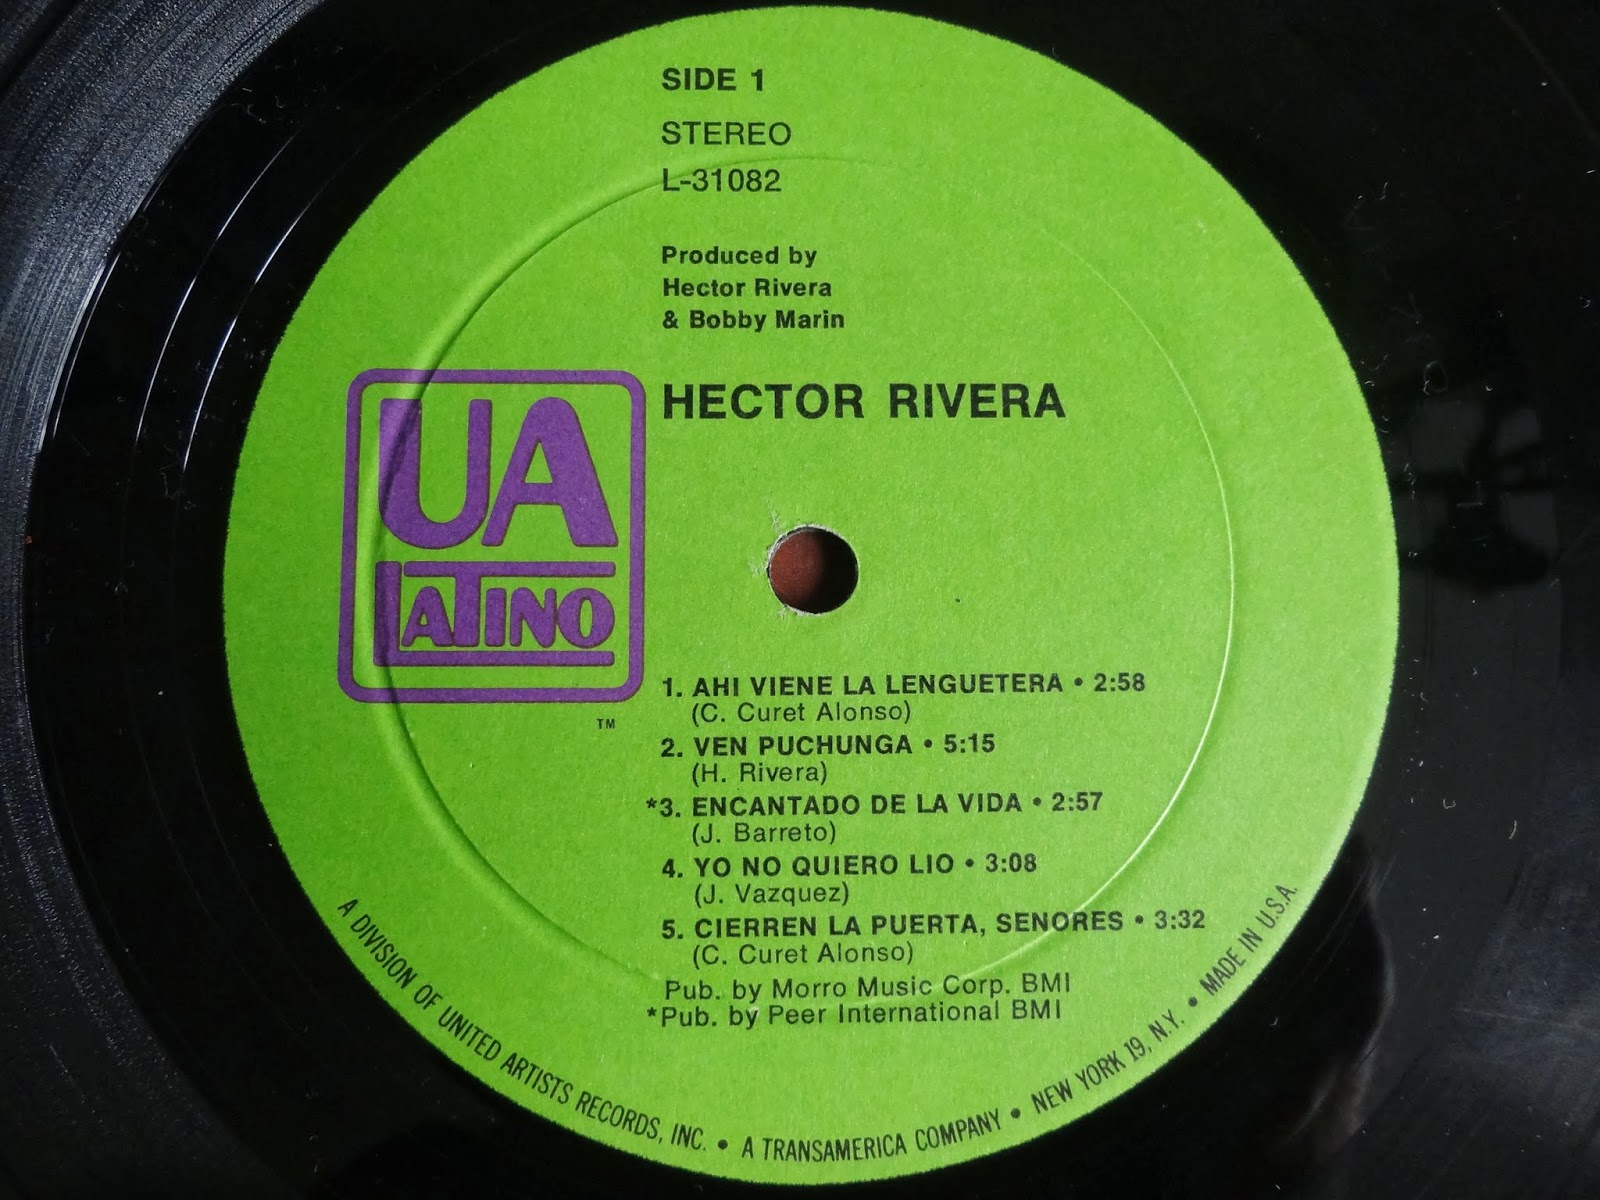 SIDE 1
STEREO
L-31082
Produced by
Hector Rivera
& Bobby Marin
HECTOR RIVERA
UA
LATINO
TM
1. AHI VIENE LA LENGUETERA • 2:58
(C. Curet Alonso)
2. VEN PUCHUNGA • 5:15
(H. Rivera)
*3. ENCANTADO DE LA VIDA • 2:57
(J. Barreto)
4. YO NO QUIERO LIO • 3:08
(J. Vazquez)
5. CIERREN LA PUERTA, SENORES • 3:32
(C. Curet Alonso)
Pub. by Morro Music Corp. BMI
*Pub. by Peer International BMI
A DIVISION OF UNITED ARTISTS RECORDS, INC. • A TRANSAMERICA COMPANY • NEW YORK 19, N.Y. • MADE IN U.S.A.